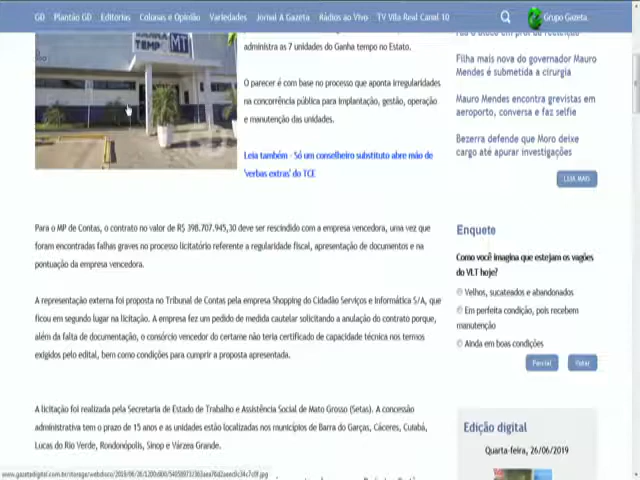 GD Plantão GD Editorias Colunas e Opinião Variedades Jornal A Gazeta Rádios ao Vivo TV Vila Real Canal 10 Grupo Gazeta
GANHA
TEMPO MT
administra as 7 unidades do Ganha tempo no Estado.
O parecer é com base no processo que aponta irregularidades
na concorrência pública para implantação, gestão, operação
e manutenção das unidades.
Leia também - Só um conselheiro substituto abre mão de
'verbas extras' do TCE
Para o MP de Contas, o contrato no valor de R$ 398.707.945,30 deve ser rescindido com a empresa vencedora, uma vez que
foram encontradas falhas graves no processo licitatório referente a regularidade fiscal, apresentação de documentos e na
pontuação da empresa vencedora.
A representação externa foi proposta no Tribunal de Contas pela empresa Shopping do Cidadão Serviços e Informática S/A, que
ficou em segundo lugar na licitação. A empresa fez um pedido de medida cautelar solicitando a anulação do contrato porque,
além da falta de documentação, o consórcio vencedor do certame não teria certificado de capacidade técnica nos termos
exigidos pelo edital, bem como condições para cumprir a proposta apresentada.
A licitação foi realizada pela Secretaria de Estado de Trabalho e Assistência Social de Mato Grosso (Setas). A concessão
administrativa tem o prazo de 15 anos e as unidades estão localizadas nos municípios de Barra do Garças, Cáceres, Cuiabá,
Lucas do Rio Verde, Rondonópolis, Sinop e Várzea Grande.
Filha mais nova do governador Mauro
Mendes é submetida a cirurgia
Mauro Mendes encontra grevistas em
aeroporto, conversa e faz selfie
Bezerra defende que Moro deixe
cargo até apurar investigações
LEIA MAIS
Enquete
Como você imagina que estejam os vagões
do VLT hoje?
Velhos, sucateados e abandonados
Em perfeita condição, pois recebem
manutenção
Ainda em boas condições
Parcial Votar
Edição digital
Quarta-feira, 26/06/2019